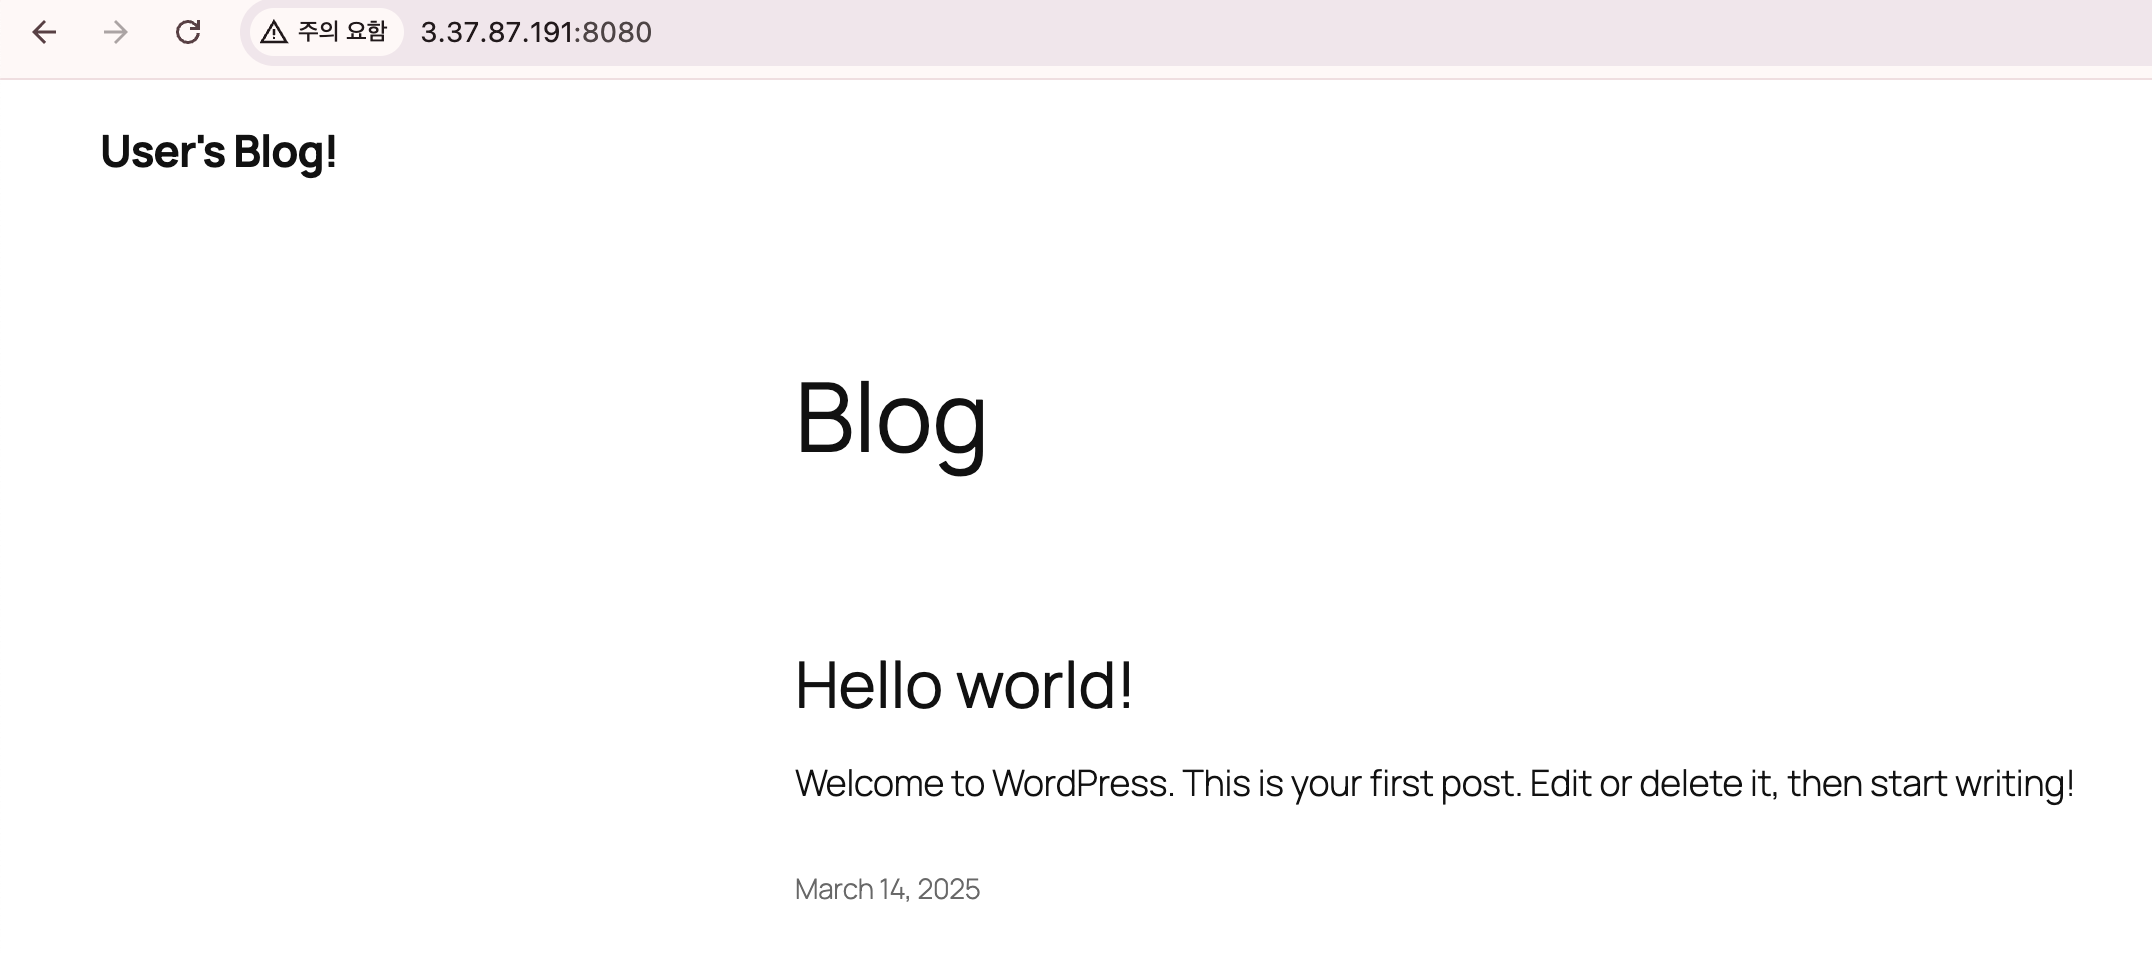 주의 요함 3.37.87.191:8080
User's Blog!
Blog
Hello world!
Welcome to WordPress. This is your first post. Edit or delete it, then start writing!
March 14, 2025